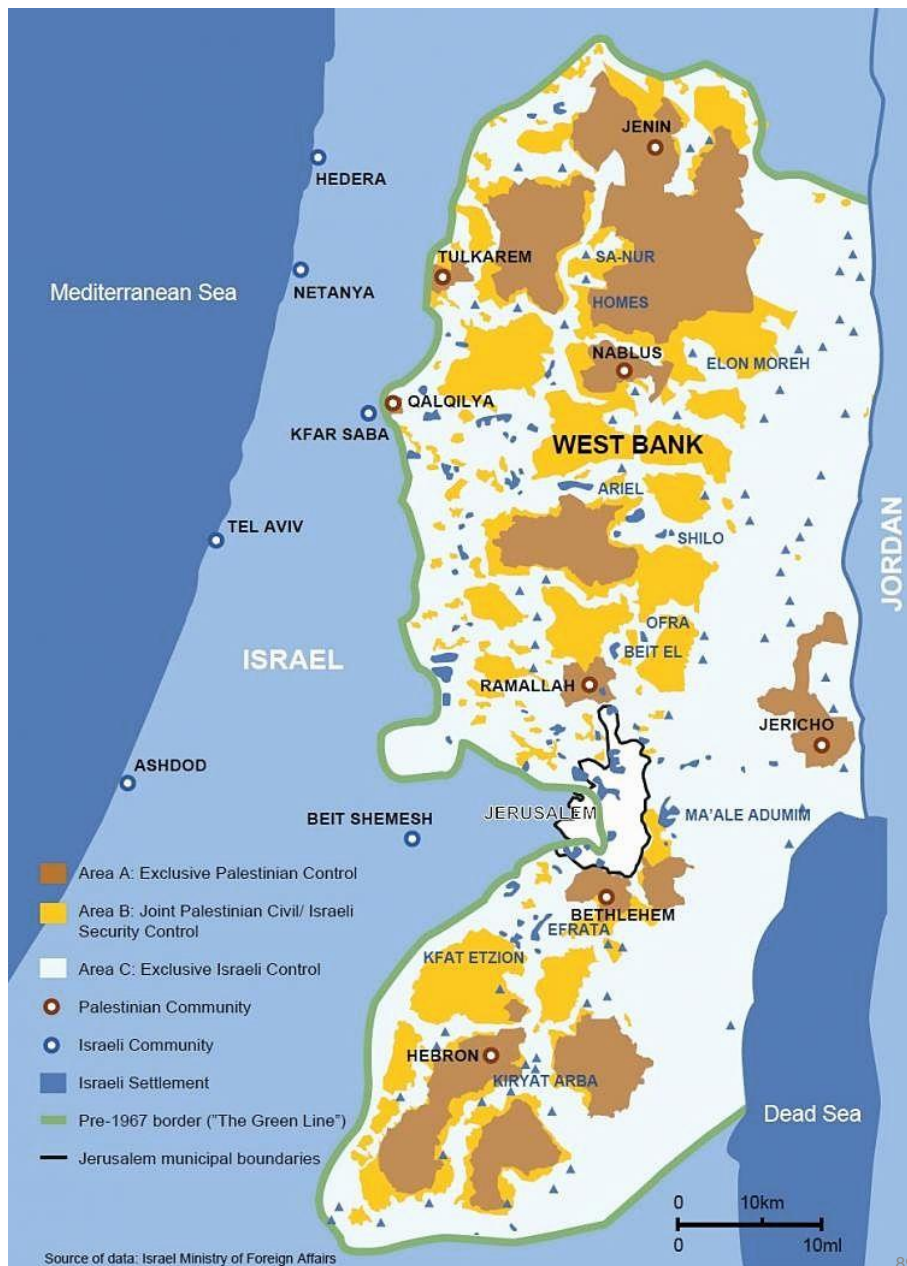 JENIN
HEDERA
SA-NUR
TULKAREM
Mediterranean Sea
NETANYA
HOMES
NABLUS
ELON MOREH
QALQILYA
KFAR SABA
WEST BANK
ARIEL
TEL AVIV
SHILO
JORDAN
OFRA
BEIT EL
ISRAEL
RAMALLAH
JERICHO
ASHDOD
JERUSALEM
MA'ALE ADUMIM
BEIT SHEMESH
BETHLEHEM
EFRATA
KFAT ETZION
HEBRON
KIRYAT ARBA
Dead Sea
Area A: Exclusive Palestinian Control
Area B: Joint Palestinian Civil/ Israeli
Security Control
Area C: Exclusive Israeli Control
Palestinian Community
Israeli Community
Israeli Settlement
Pre-1967 border ("The Green Line")
Jerusalem municipal boundaries
0 10km
0 10ml
Source of data: Israel Ministry of Foreign Affairs